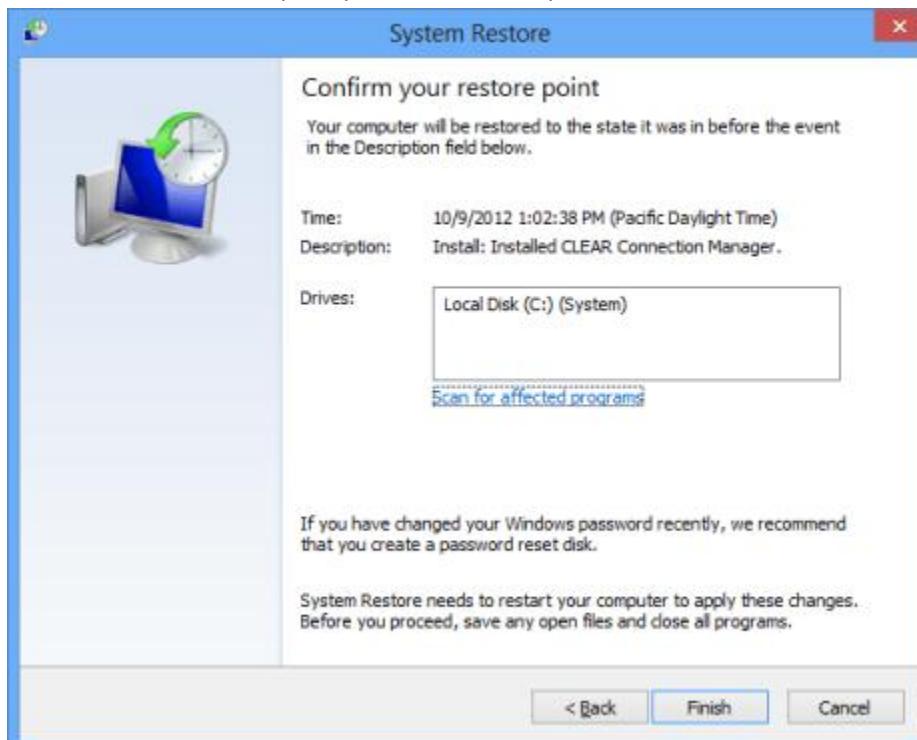 System Restore
Confirm your restore point
Your computer will be restored to the state it was in before the event
in the Description field below.
Time: 10/9/2012 1:02:38 PM (Pacific Daylight Time)
Description: Install: Installed CLEAR Connection Manager.
Drives: Local Disk (C:) (System)
Scan for affected programs
If you have changed your Windows password recently, we recommend
that you create a password reset disk.
System Restore needs to restart your computer to apply these changes.
Before you proceed, save any open files and close all programs.
< Back Finish Cancel